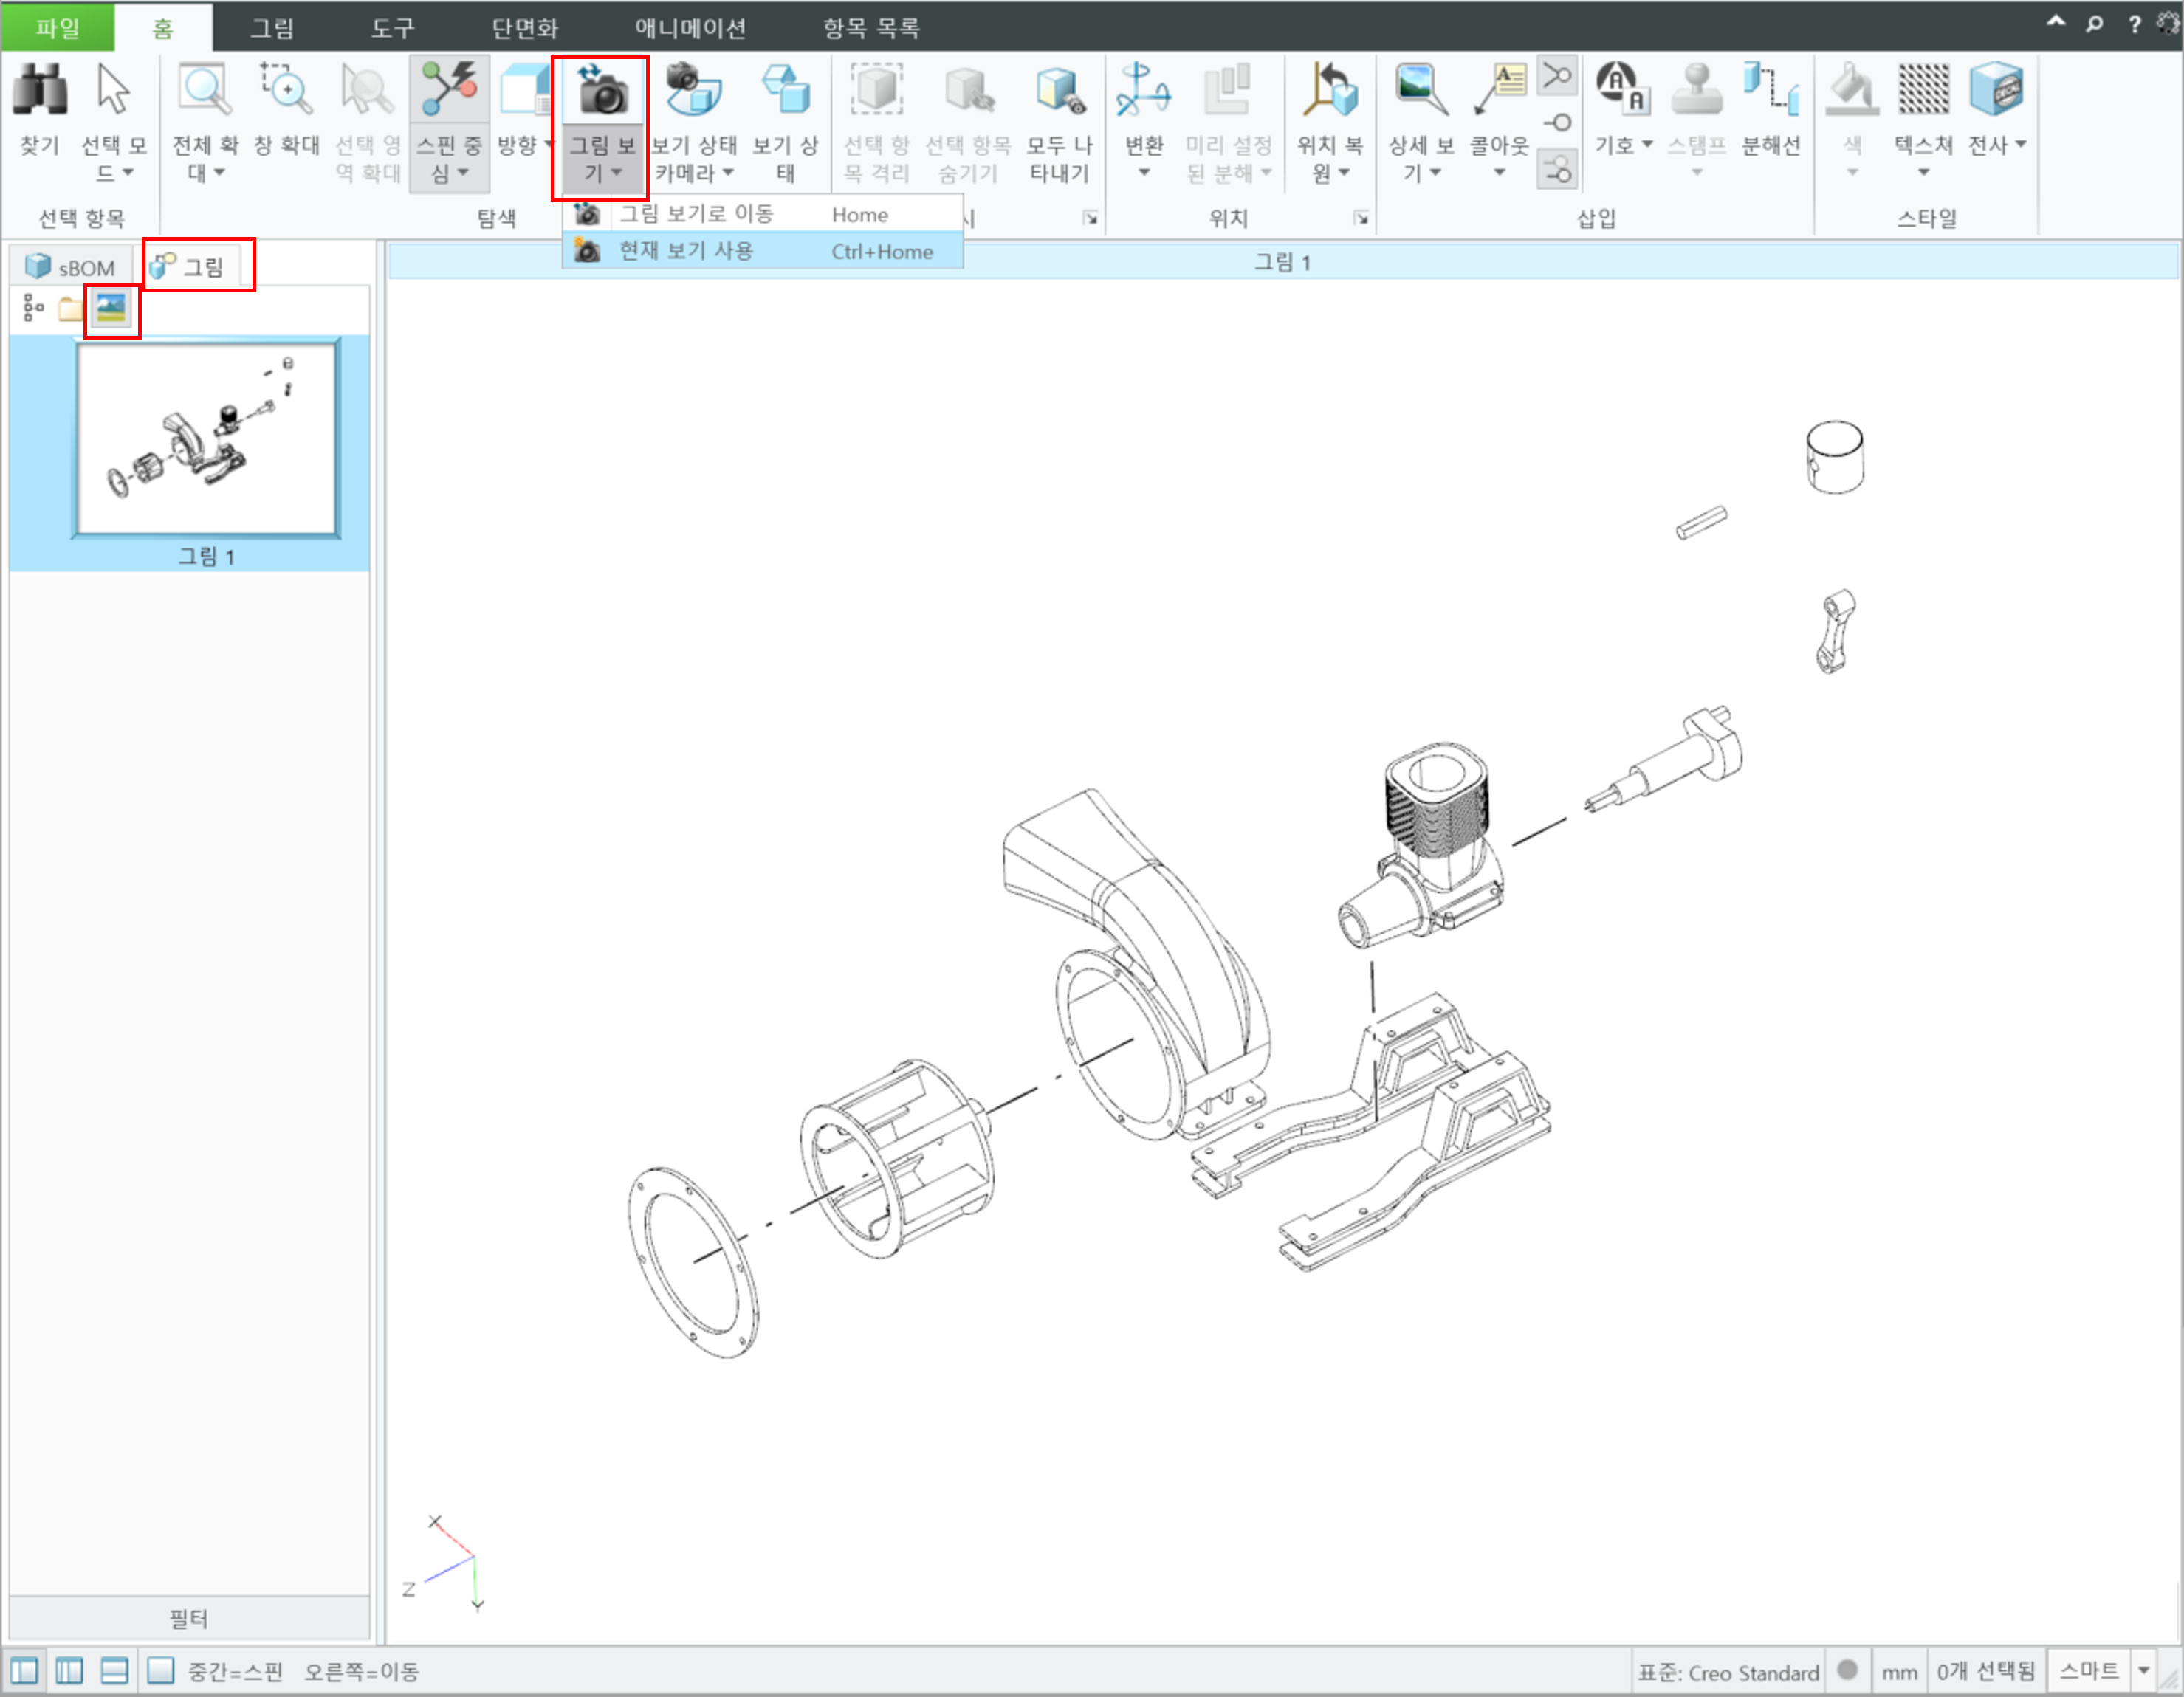 파일 홈 그림 도구 단면화 애니메이션 항목 목록
찾기 선택 모드 전체 확대 창 확대 선택 영역 확대 스핀 중심 방향 그림 보기 보기 상태 카메라 보기 상태 선택 항목 격리 선택 항목 숨기기 모두 나타내기 변환 미리 설정된 분해 위치 복원 상세 보기 콜아웃 기호 스탬프 분해선 색 텍스쳐 전사
선택 항목 탐색 시 위치 삽입 스타일
그림 보기로 이동 Home
현재 보기 사용 Ctrl+Home
sBOM 그림
그림 1
그림 1
X
Z
Y
필터
중간=스핀 오른쪽=이동 표준: Creo Standard mm 0개 선택됨 스마트